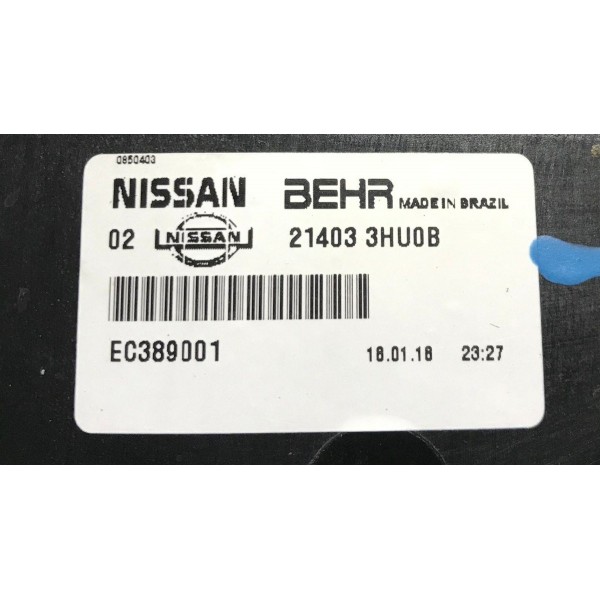 0850403
NISSAN BEHR MADE IN BRAZIL
02 NISSAN 21403 3HU0B
EC389001 18.01.18 23:27